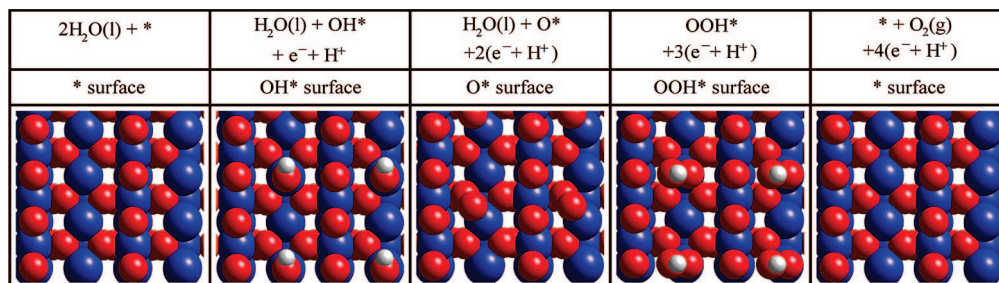 2H₂O(l) + *
H₂O(l) + OH*
+ e⁻+ H⁺
H₂O(l) + O*
+2(e⁻+ H⁺)
OOH*
+3(e⁻+ H⁺)
* + O₂(g)
+4(e⁻+ H⁺)
* surface
OH* surface
O* surface
OOH* surface
* surface